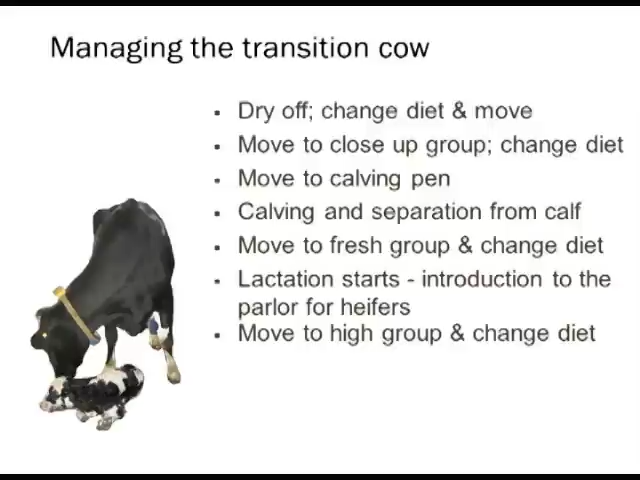 Managing the transition cow
▪ Dry off; change diet & move
▪ Move to close up group; change diet
▪ Move to calving pen
▪ Calving and separation from calf
▪ Move to fresh group & change diet
▪ Lactation starts - introduction to the
parlor for heifers
▪ Move to high group & change diet